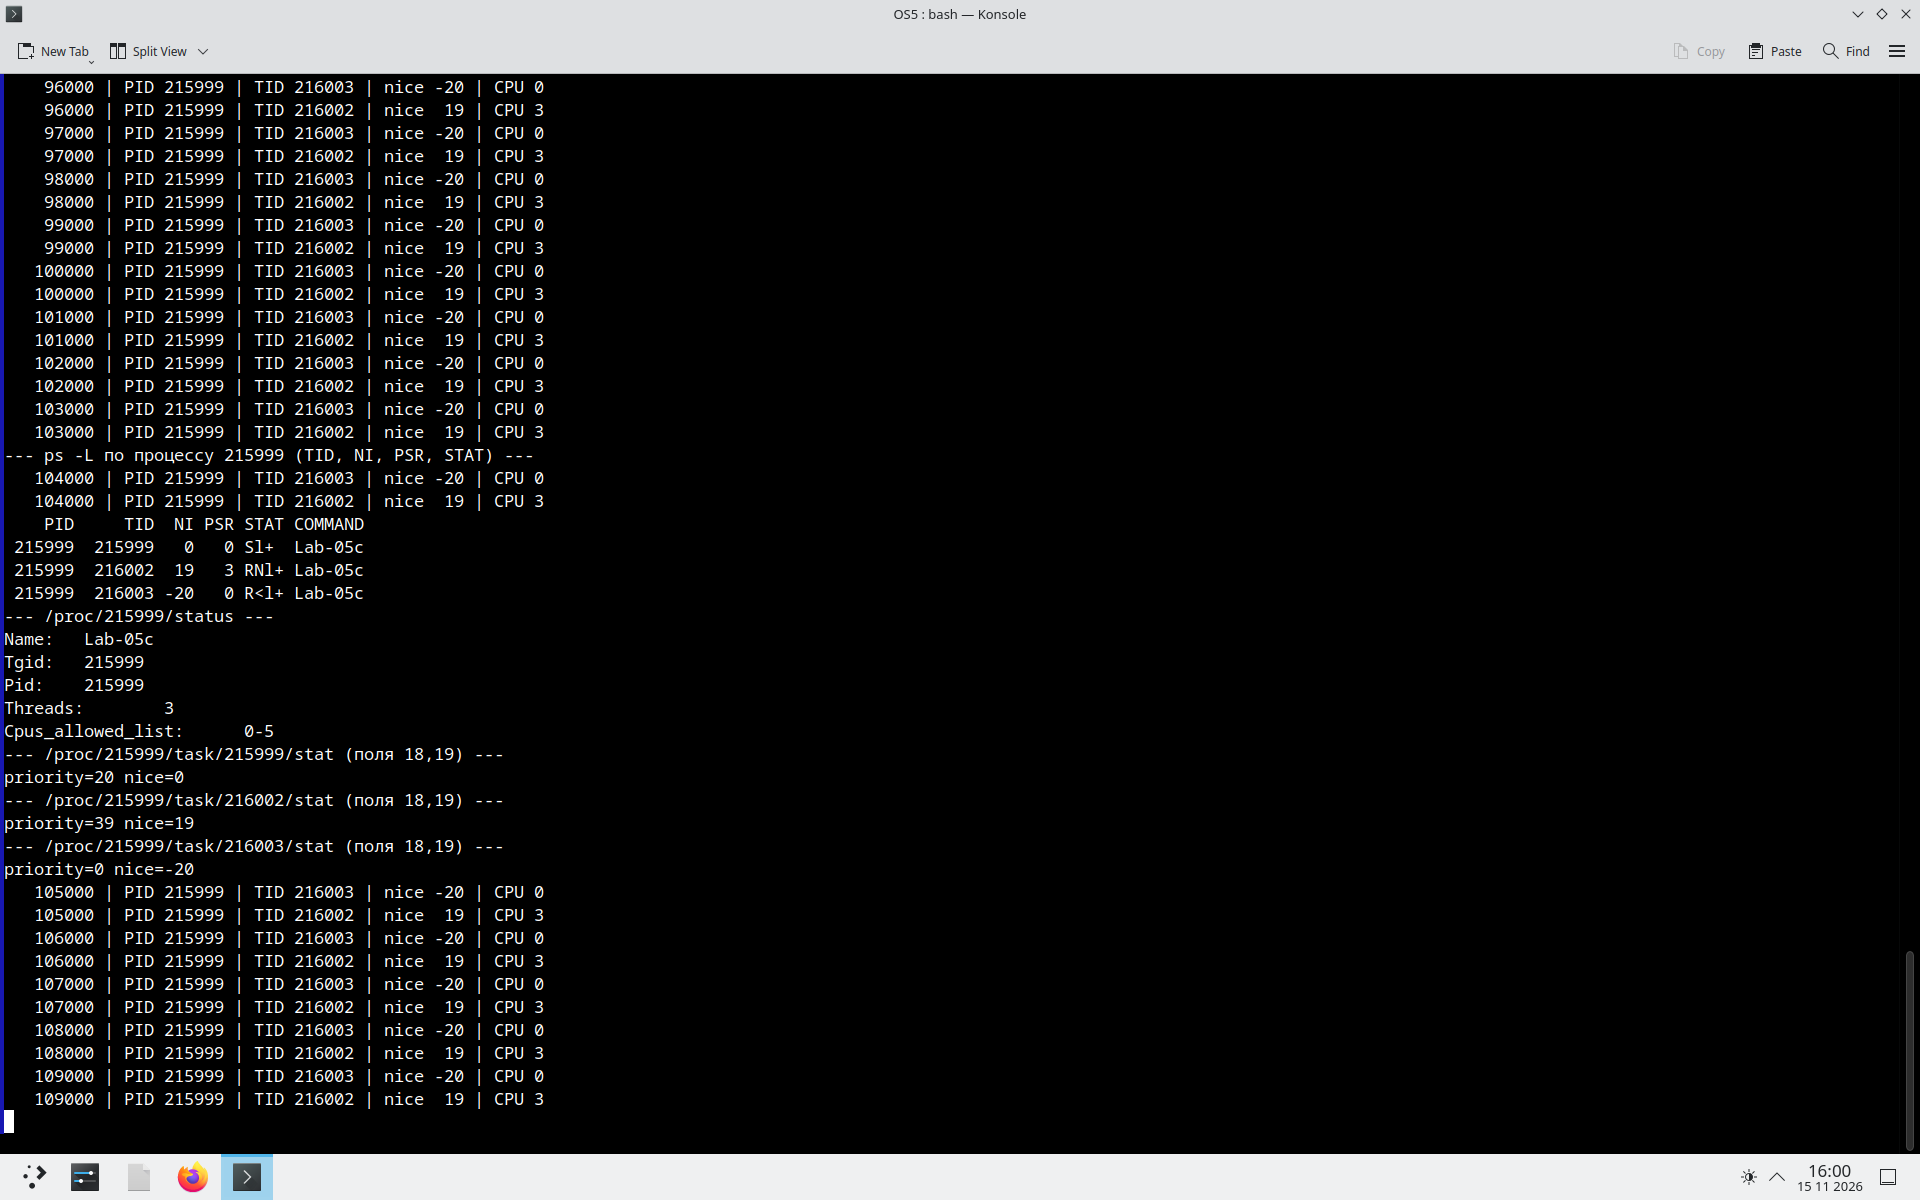 OS5 : bash — Konsole
New Tab Split View Copy Paste Find
96000 | PID 215999 | TID 216003 | nice -20 | CPU 0
96000 | PID 215999 | TID 216002 | nice  19 | CPU 3
97000 | PID 215999 | TID 216003 | nice -20 | CPU 0
97000 | PID 215999 | TID 216002 | nice  19 | CPU 3
98000 | PID 215999 | TID 216003 | nice -20 | CPU 0
98000 | PID 215999 | TID 216002 | nice  19 | CPU 3
99000 | PID 215999 | TID 216003 | nice -20 | CPU 0
99000 | PID 215999 | TID 216002 | nice  19 | CPU 3
100000 | PID 215999 | TID 216003 | nice -20 | CPU 0
100000 | PID 215999 | TID 216002 | nice  19 | CPU 3
101000 | PID 215999 | TID 216003 | nice -20 | CPU 0
101000 | PID 215999 | TID 216002 | nice  19 | CPU 3
102000 | PID 215999 | TID 216003 | nice -20 | CPU 0
102000 | PID 215999 | TID 216002 | nice  19 | CPU 3
103000 | PID 215999 | TID 216003 | nice -20 | CPU 0
103000 | PID 215999 | TID 216002 | nice  19 | CPU 3
--- ps -L по процессу 215999 (TID, NI, PSR, STAT) ---
104000 | PID 215999 | TID 216003 | nice -20 | CPU 0
104000 | PID 215999 | TID 216002 | nice  19 | CPU 3
PID     TID  NI PSR STAT COMMAND
215999  215999   0   0 Sl+  Lab-05c
215999  216002  19   3 RNl+ Lab-05c
215999  216003 -20   0 R<l+ Lab-05c
--- /proc/215999/status ---
Name:   Lab-05c
Tgid:   215999
Pid:    215999
Threads:        3
Cpus_allowed_list:      0-5
--- /proc/215999/task/215999/stat (поля 18,19) ---
priority=20 nice=0
--- /proc/215999/task/216002/stat (поля 18,19) ---
priority=39 nice=19
--- /proc/215999/task/216003/stat (поля 18,19) ---
priority=0 nice=-20
105000 | PID 215999 | TID 216003 | nice -20 | CPU 0
105000 | PID 215999 | TID 216002 | nice  19 | CPU 3
106000 | PID 215999 | TID 216003 | nice -20 | CPU 0
106000 | PID 215999 | TID 216002 | nice  19 | CPU 3
107000 | PID 215999 | TID 216003 | nice -20 | CPU 0
107000 | PID 215999 | TID 216002 | nice  19 | CPU 3
108000 | PID 215999 | TID 216003 | nice -20 | CPU 0
108000 | PID 215999 | TID 216002 | nice  19 | CPU 3
109000 | PID 215999 | TID 216003 | nice -20 | CPU 0
109000 | PID 215999 | TID 216002 | nice  19 | CPU 3
16:00
15 11 2026